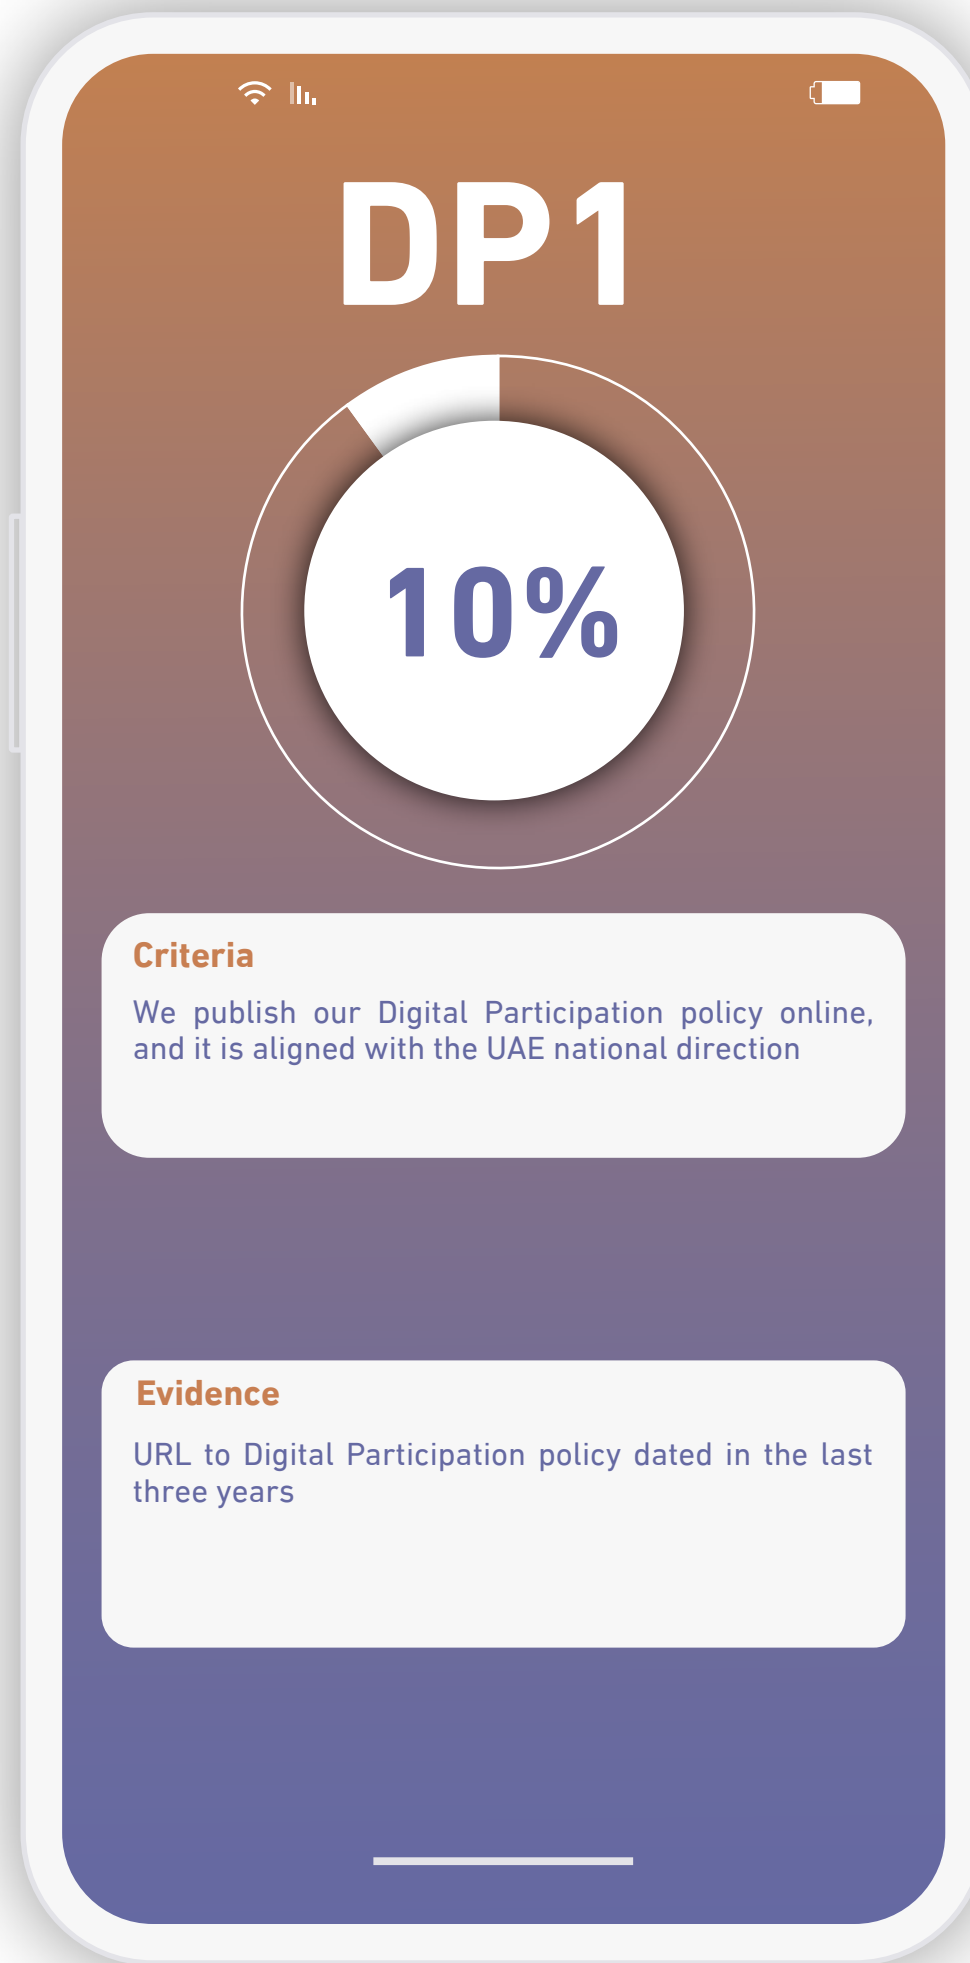 DP1
10%
Criteria
We publish our Digital Participation policy online,
and it is aligned with the UAE national direction
Evidence
URL to Digital Participation policy dated in the last
three years